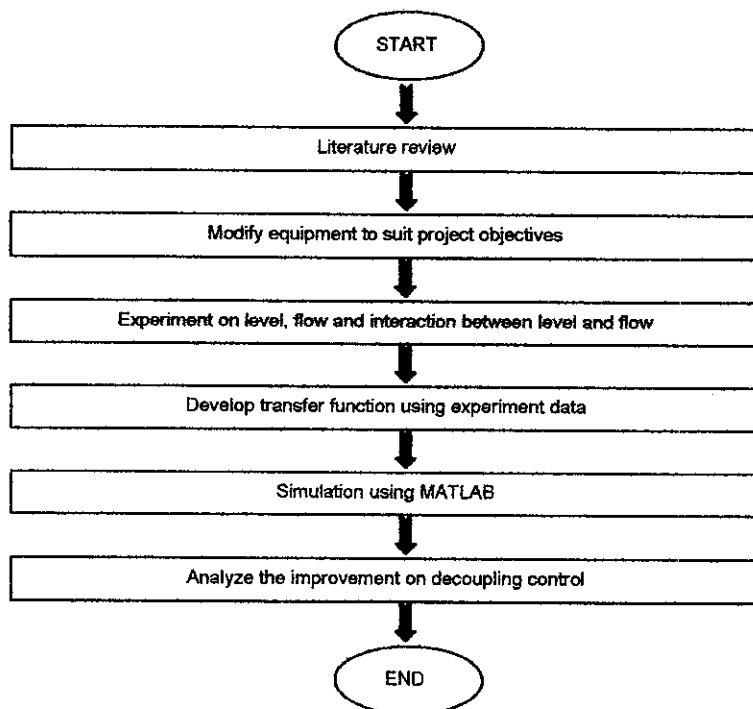 START
Literature review
Modify equipment to suit project objectives
Experiment on level, flow and interaction between level and flow
Develop transfer function using experiment data
Simulation using MATLAB
Analyze the improvement on decoupling control
END